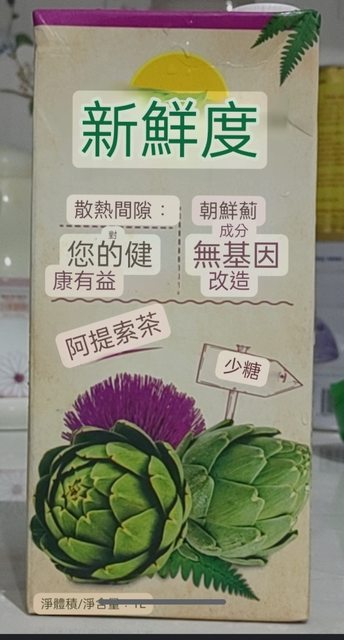 新鮮度
散熱間隙：
對
您的健
康有益
朝鮮薊
成分
無基因
改造
阿提索茶
少糖
淨體積/淨含量：1L